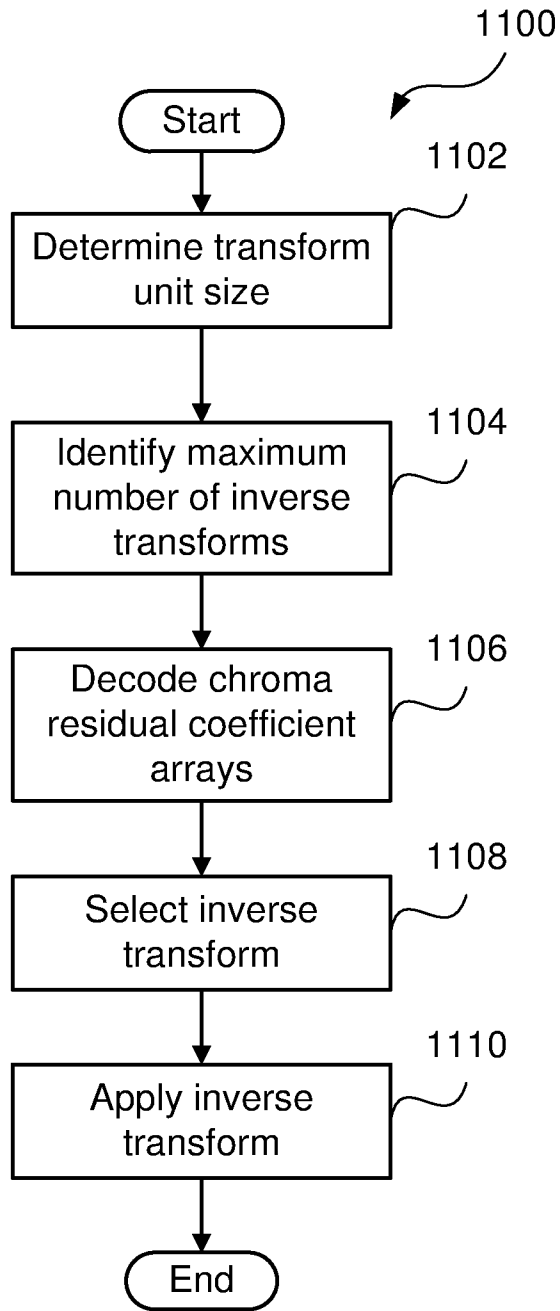 1100
Start
1102
Determine transform
unit size
1104
Identify maximum
number of inverse
transforms
1106
Decode chroma
residual coefficient
arrays
1108
Select inverse
transform
1110
Apply inverse
transform
End